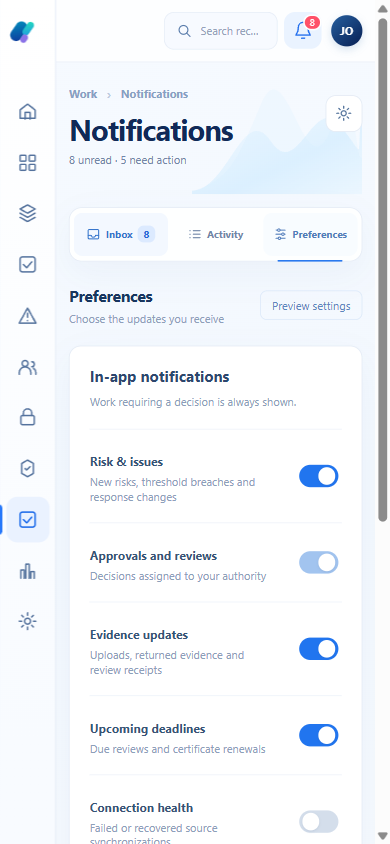 Search rec...
8
JO
Work › Notifications
Notifications
8 unread · 5 need action
Inbox 8 Activity Preferences
Preferences
Choose the updates you receive
Preview settings
In-app notifications
Work requiring a decision is always shown.
Risk & issues
New risks, threshold breaches and
response changes
Approvals and reviews
Decisions assigned to your authority
Evidence updates
Uploads, returned evidence and
review receipts
Upcoming deadlines
Due reviews and certificate renewals
Connection health
Failed or recovered source
synchronizations